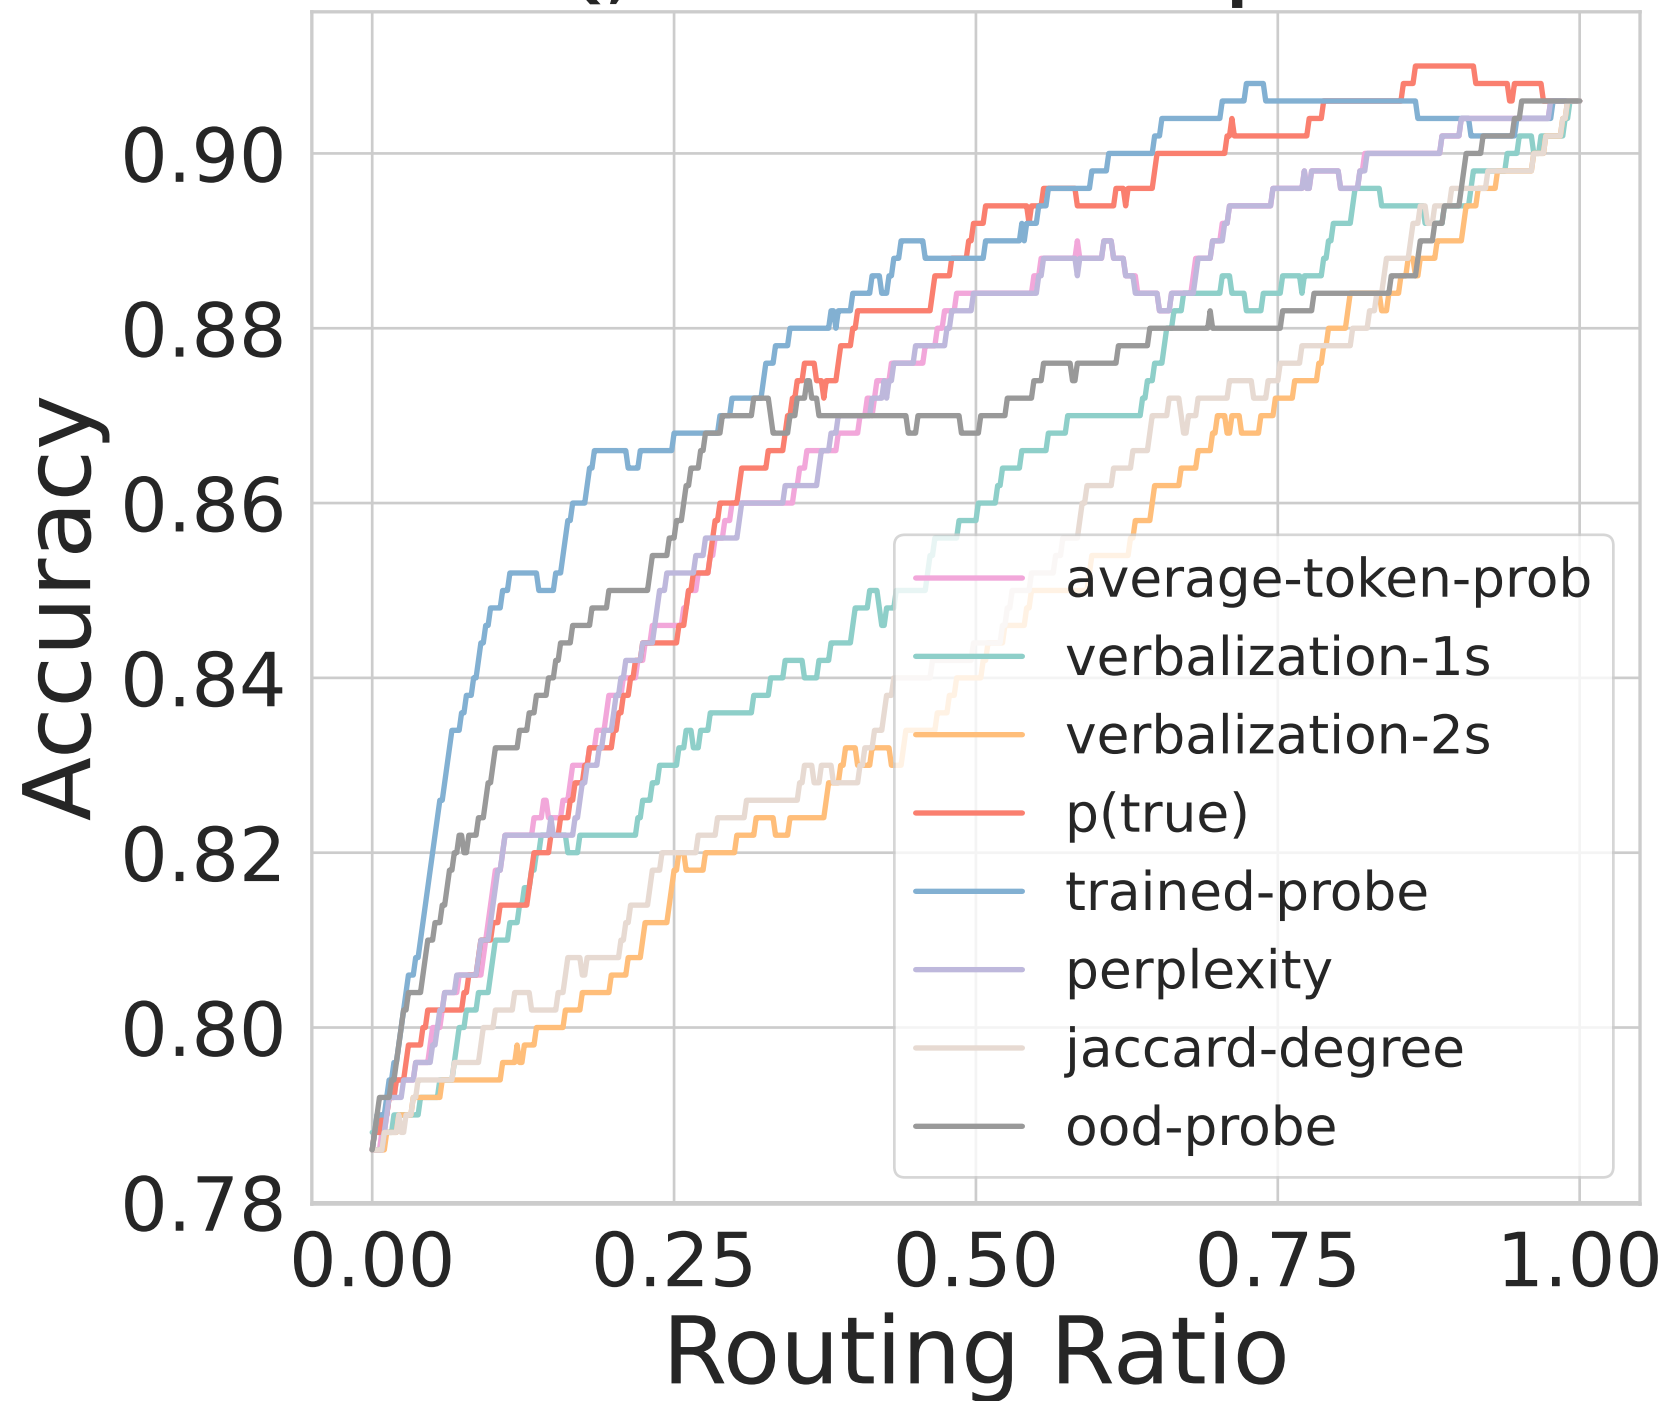 Accuracy
0.90
0.88
0.86
0.84
0.82
0.80
0.78
average-token-prob
verbalization-1s
verbalization-2s
p(true)
trained-probe
perplexity
jaccard-degree
ood-probe
0.00 0.25 0.50 0.75 1.00
Routing Ratio